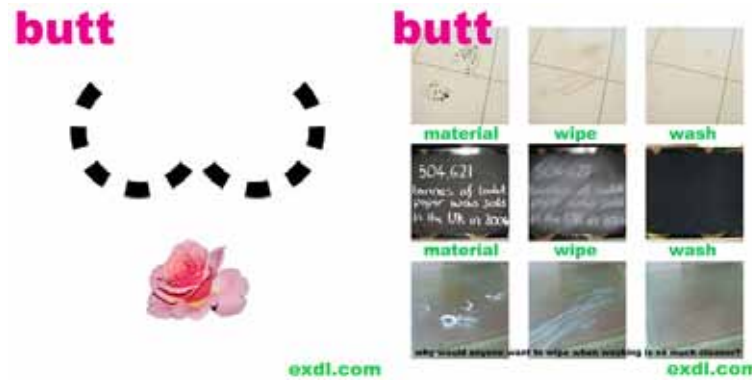 butt
exdl.com
butt
material wipe wash
504,621
tonnes of toilet
paper was sold
in the UK in 2006
material wipe wash
why would anyone want to wipe when washing is so much cleaner?
exdl.com